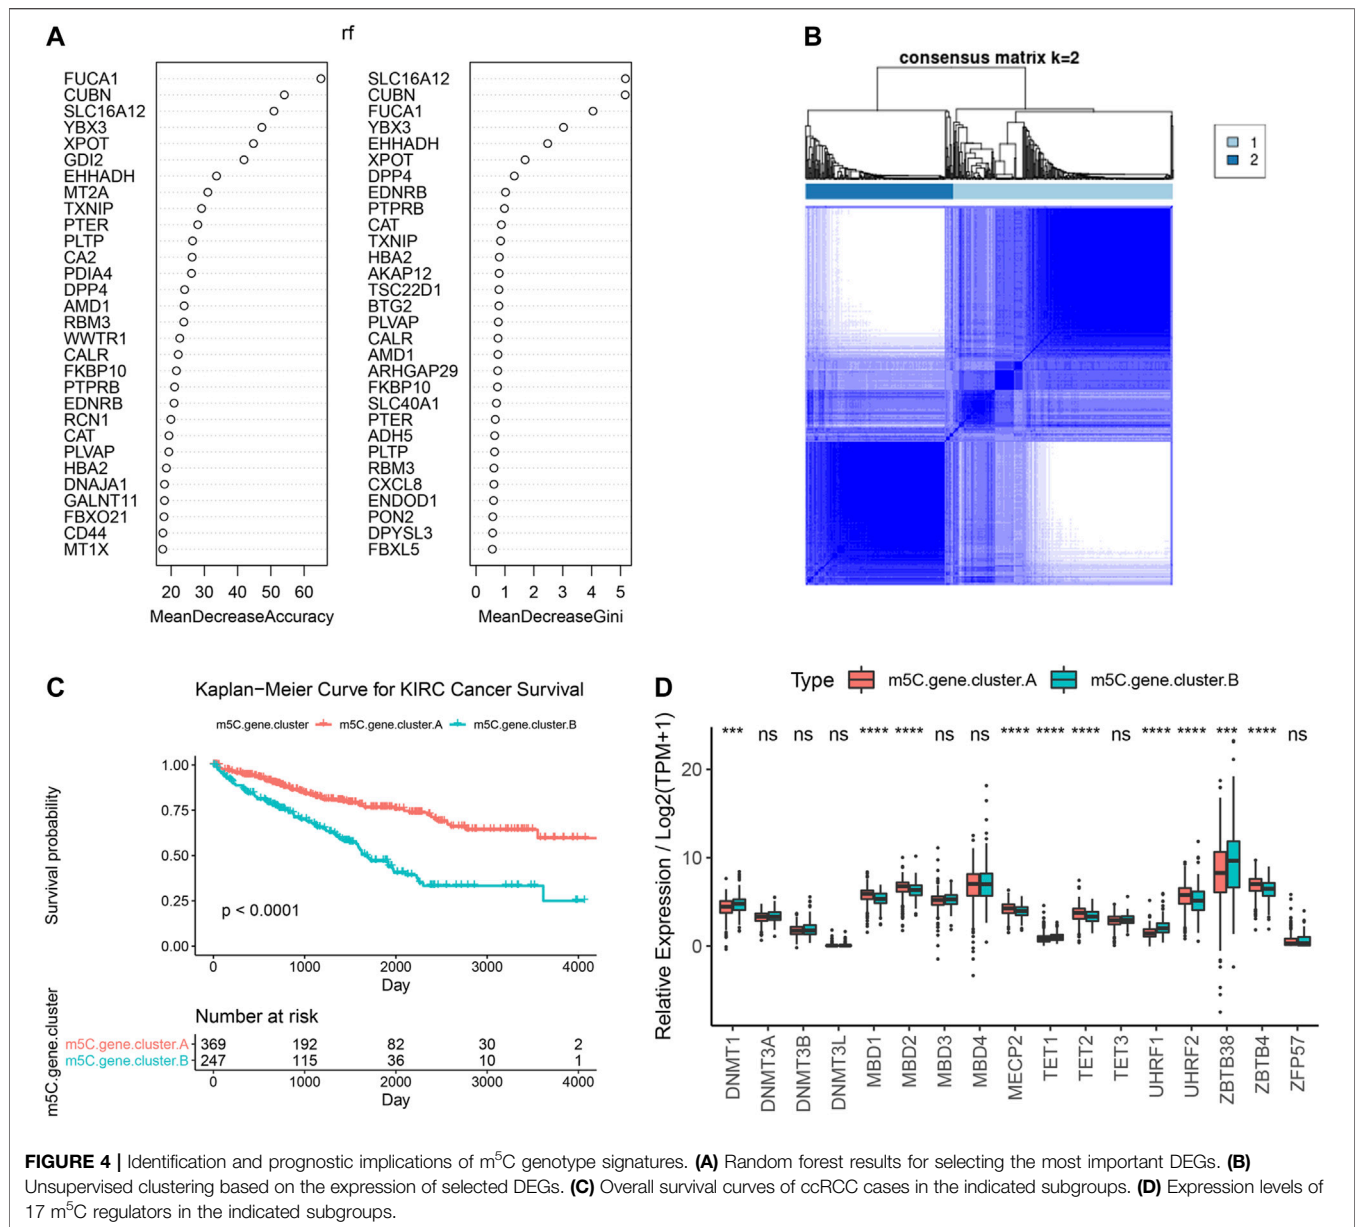 A
rf
FUCA1
CUBN
SLC16A12
YBX3
XPOT
GDI2
EHHADH
MT2A
TXNIP
PTER
PLTP
CA2
PDIA4
DPP4
AMD1
RBM3
WWTR1
CALR
FKBP10
PTPRB
EDNRB
RCN1
CAT
PLVAP
HBA2
DNAJA1
GALNT11
FBXO21
CD44
MT1X
20 30 40 50 60
MeanDecreaseAccuracy
SLC16A12
CUBN
FUCA1
YBX3
EHHADH
XPOT
DPP4
EDNRB
PTPRB
CAT
TXNIP
HBA2
AKAP12
TSC22D1
BTG2
PLVAP
CALR
AMD1
ARHGAP29
FKBP10
SLC40A1
PTER
ADH5
PLTP
RBM3
CXCL8
ENDOD1
PON2
DPYSL3
FBXL5
0 1 2 3 4 5
MeanDecreaseGini
B
consensus matrix k=2
1
2
C
Kaplan−Meier Curve for KIRC Cancer Survival
m5C.gene.cluster m5C.gene.cluster.A m5C.gene.cluster.B
Survival probability
1.00
0.75
0.50
0.25
0.00
p < 0.0001
0 1000 2000 3000 4000
Day
Number at risk
m5C.gene.cluster
m5C.gene.cluster.A 369 192 82 30 2
m5C.gene.cluster.B 247 115 36 10 1
0 1000 2000 3000 4000
Day
D
Type m5C.gene.cluster.A m5C.gene.cluster.B
Relative Expression / Log2(TPM+1)
*** ns ns ns **** **** ns ns **** **** **** ns **** **** *** **** ns
20
10
0
DNMT1
DNMT3A
DNMT3B
DNMT3L
MBD1
MBD2
MBD3
MBD4
MECP2
TET1
TET2
TET3
UHRF1
UHRF2
ZBTB38
ZBTB4
ZFP57
FIGURE 4 | Identification and prognostic implications of m⁵C genotype signatures. (A) Random forest results for selecting the most important DEGs. (B)
Unsupervised clustering based on the expression of selected DEGs. (C) Overall survival curves of ccRCC cases in the indicated subgroups. (D) Expression levels of
17 m⁵C regulators in the indicated subgroups.